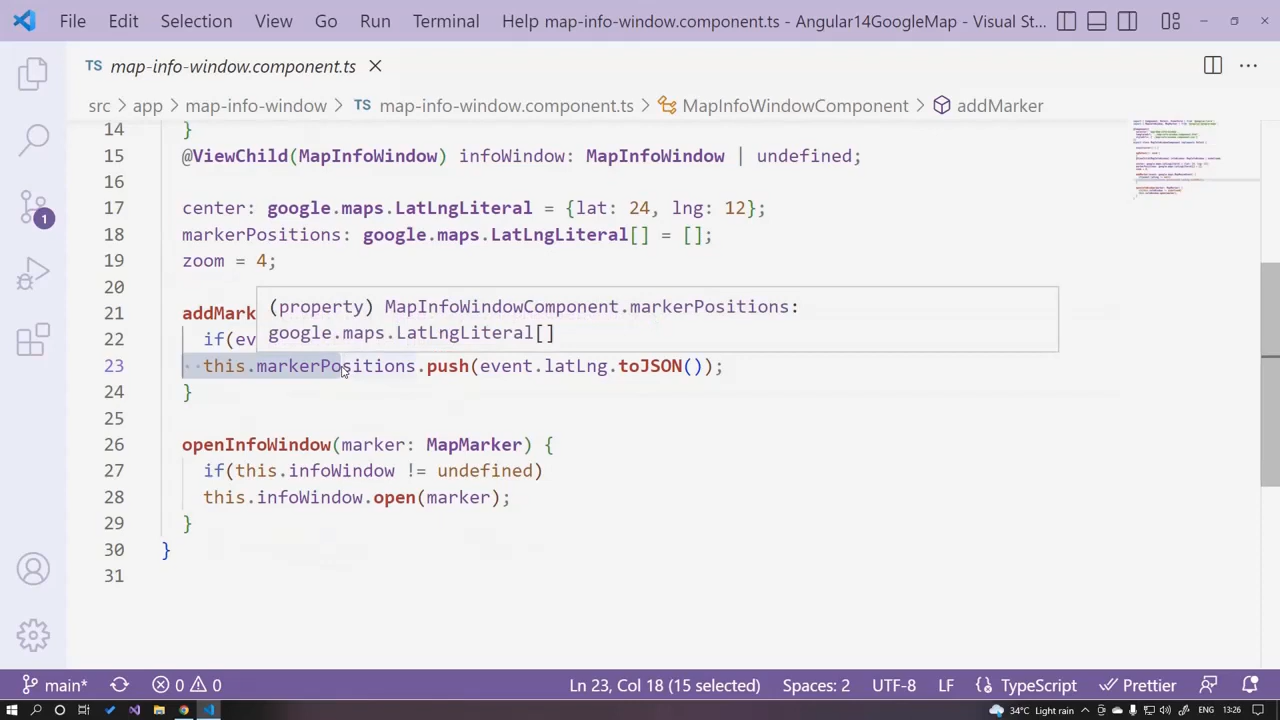 File Edit Selection View Go Run Terminal Help map-info-window.component.ts - Angular14GoogleMap - Visual St...
TS map-info-window.component.ts
src > app > map-info-window > TS map-info-window.component.ts > MapInfoWindowComponent > addMarker
14 }
15 @ViewChild(MapInfoWindow) infoWindow: MapInfoWindow | undefined;
16
17 center: google.maps.LatLngLiteral = {lat: 24, lng: 12};
18 markerPositions: google.maps.LatLngLiteral[] = [];
19 zoom = 4;
20
(property) MapInfoWindowComponent.markerPositions:
google.maps.LatLngLiteral[]
21 addMark
22 if(ev
23 this.markerPositions.push(event.latLng.toJSON());
24 }
25
26 openInfoWindow(marker: MapMarker) {
27 if(this.infoWindow != undefined)
28 this.infoWindow.open(marker);
29 }
30 }
31
1
main* 0 0 Ln 23, Col 18 (15 selected) Spaces: 2 UTF-8 LF {} TypeScript Prettier
34°C Light rain ENG 13:26